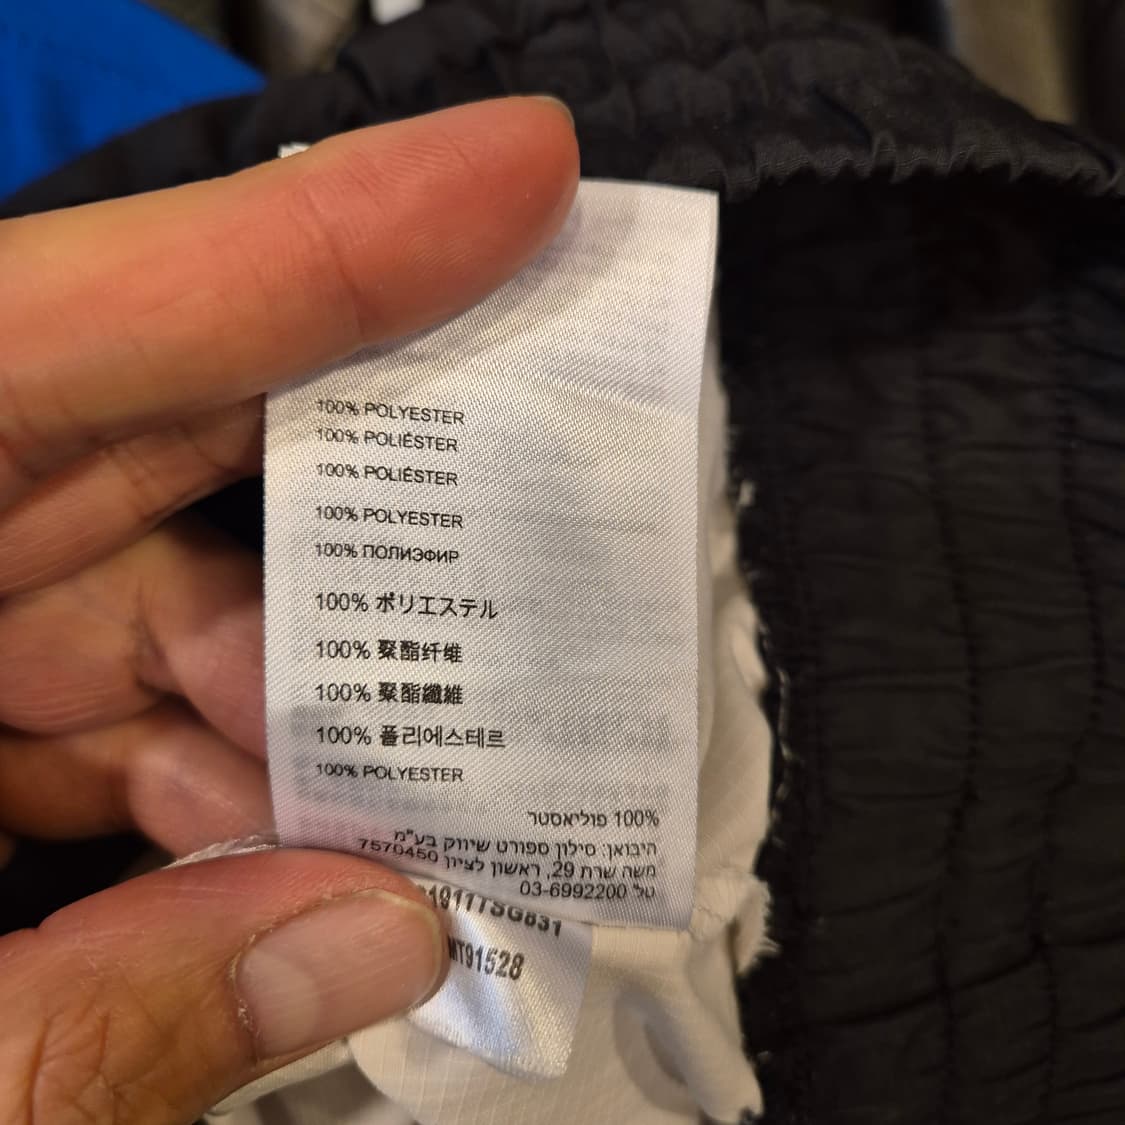 100% POLYESTER
100% POLIÉSTER
100% POLIÉSTER
100% POLYESTER
100% ПОЛИЭФИР
100% ポリエステル
100% 聚酯纤维
100% 聚酯纖維
100% 폴리에스테르
100% POLYESTER
100% פוליאסטר
היבואן: סילון ספורט שיווק בע"מ
משה שרת 29, ראשון לציון 7570450
טל' 03-6992200
MT91528